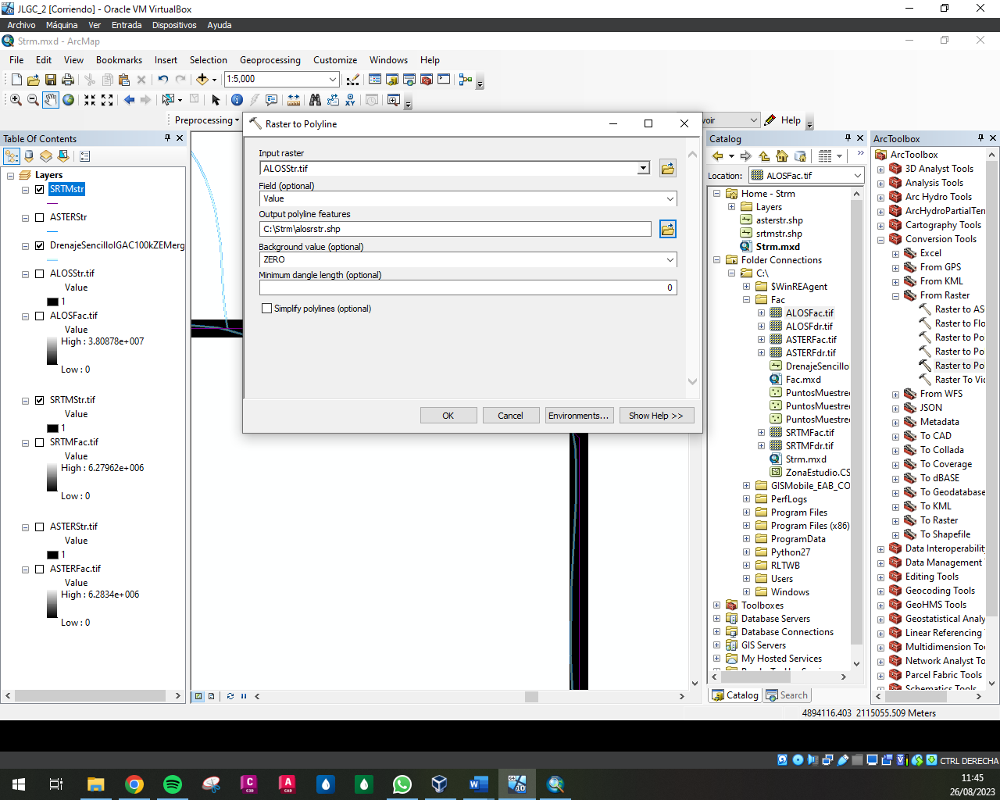 JLGC_2 [Corriendo] - Oracle VM VirtualBox
Archivo Máquina Ver Entrada Dispositivos Ayuda
Strm.mxd - ArcMap
File Edit View Bookmarks Insert Selection Geoprocessing Customize Windows Help
1:5,000
Preprocessing
Help
Table Of Contents
Layers
SRTMstr
ASTERStr
DrenajeSencilloIGAC100kZEMerg
ALOSStr.tif
Value
1
ALOSFac.tif
Value
High : 3.80878e+007
Low : 0
SRTMStr.tif
Value
1
SRTMFac.tif
Value
High : 6.27962e+006
Low : 0
ASTERStr.tif
Value
1
ASTERFac.tif
Value
High : 6.2834e+006
Low : 0
Raster to Polyline
Input raster
ALOSStr.tif
Field (optional)
Value
Output polyline features
C:\Strm\alosrstr.shp
Background value (optional)
ZERO
Minimum dangle length (optional)
0
Simplify polylines (optional)
OK Cancel Environments... Show Help >>
Catalog
Location: ALOSFac.tif
Home - Strm
Layers
asterstr.shp
srtmstr.shp
Strm.mxd
Folder Connections
C:\
$WinREAgent
Fac
ALOSFac.tif
ALOSFdr.tif
ASTERFac.tif
ASTERFdr.tif
DrenajeSencillo
Fac.mxd
PuntosMuestre
PuntosMuestre
PuntosMuestre
SRTMFac.tif
SRTMFdr.tif
Strm.mxd
ZonaEstudio.CS
GISMobile_EAB_CO
PerfLogs
Program Files
Program Files (x86)
ProgramData
Python27
RLTWB
Users
Windows
Toolboxes
Database Servers
Database Connections
GIS Servers
My Hosted Services
Catalog Search
ArcToolbox
ArcToolbox
3D Analyst Tools
Analysis Tools
Arc Hydro Tools
ArcHydroPartialTerr
Cartography Tools
Conversion Tools
Excel
From GPS
From KML
From Raster
Raster to AS
Raster to Flo
Raster to Po
Raster to Po
Raster to Po
Raster To Vid
From WFS
JSON
Metadata
To CAD
To Collada
To Coverage
To dBASE
To Geodatabase
To KML
To Raster
To Shapefile
Data Interoperability
Data Management
Editing Tools
Geocoding Tools
GeoHMS Tools
Geostatistical Analy
Linear Referencing
Multidimension Too
Network Analyst To
Parcel Fabric Tools
Schematics Tools
4894116.403 2115055.509 Meters
CTRL DERECHA
11:45
26/08/2023